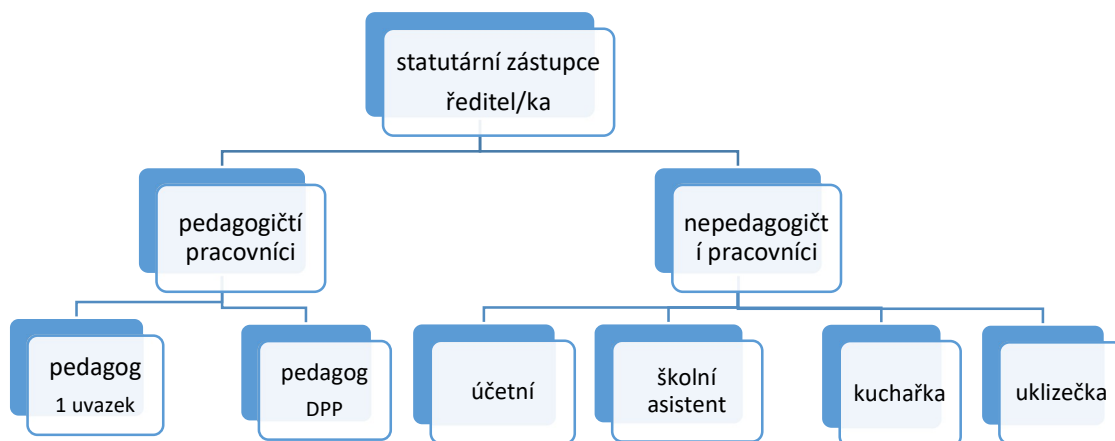 statutární zástupce
ředitel/ka
pedagogičtí
pracovníci
nepedagogičt
í pracovníci
pedagog
1 uvazek
pedagog
DPP
účetní
školní
asistent
kuchařka
uklizečka